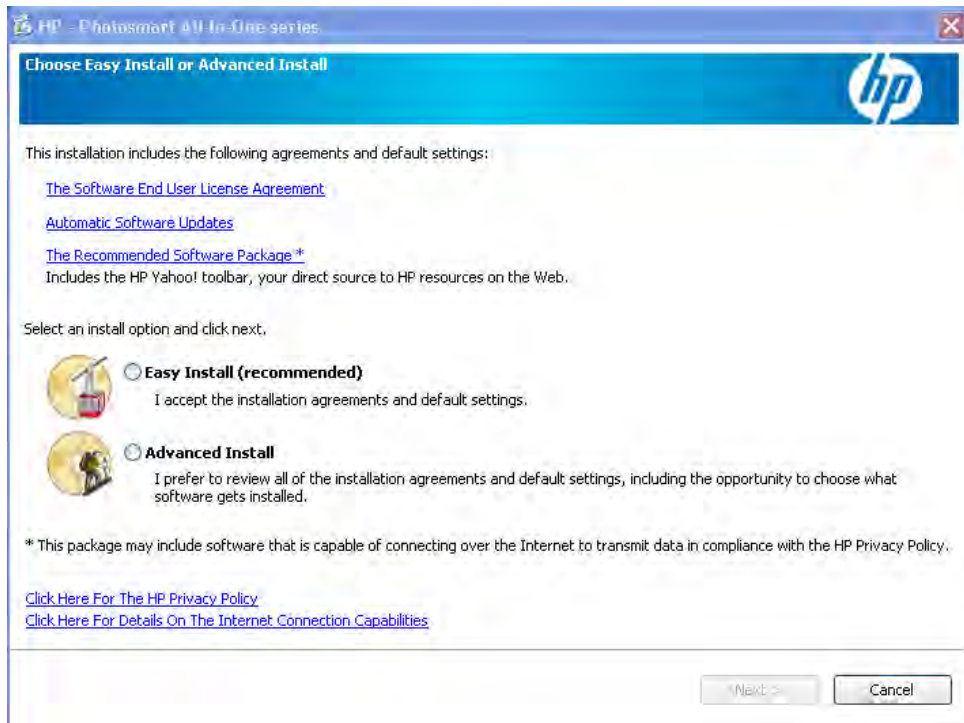 HP - Photosmart All-In-One series
Choose Easy Install or Advanced Install
hp
This installation includes the following agreements and default settings:
The Software End User License Agreement
Automatic Software Updates
The Recommended Software Package *
Includes the HP Yahoo! toolbar, your direct source to HP resources on the Web.
Select an install option and click next.
Easy Install (recommended)
I accept the installation agreements and default settings.
Advanced Install
I prefer to review all of the installation agreements and default settings, including the opportunity to choose what
software gets installed.
* This package may include software that is capable of connecting over the Internet to transmit data in compliance with the HP Privacy Policy.
Click Here For The HP Privacy Policy
Click Here For Details On The Internet Connection Capabilities
Next >
Cancel